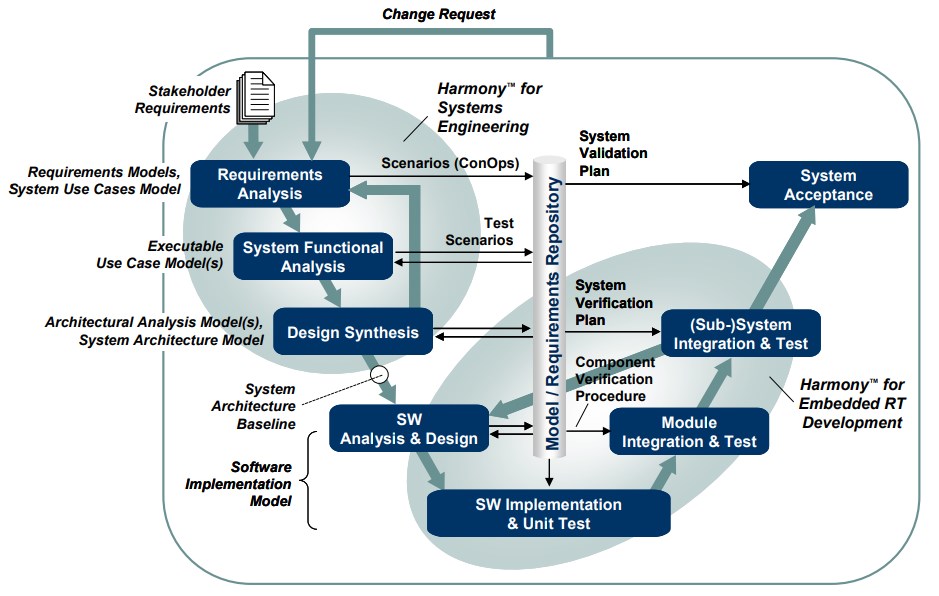 Change Request
Stakeholder
Requirements
Harmony™ for
Systems
Engineering
Requirements Models,
System Use Cases Model
Requirements
Analysis
Scenarios (ConOps)
System
Validation
Plan
System
Acceptance
Executable
Use Case Model(s)
System Functional
Analysis
Test
Scenarios
Model / Requirements Repository
Architectural Analysis Model(s),
System Architecture Model
Design Synthesis
System
Verification
Plan
(Sub-)System
Integration & Test
System
Architecture
Baseline
Component
Verification
Procedure
Harmony™ for
Embedded RT
Development
SW
Analysis & Design
Module
Integration & Test
Software
Implementation
Model
SW Implementation
& Unit Test